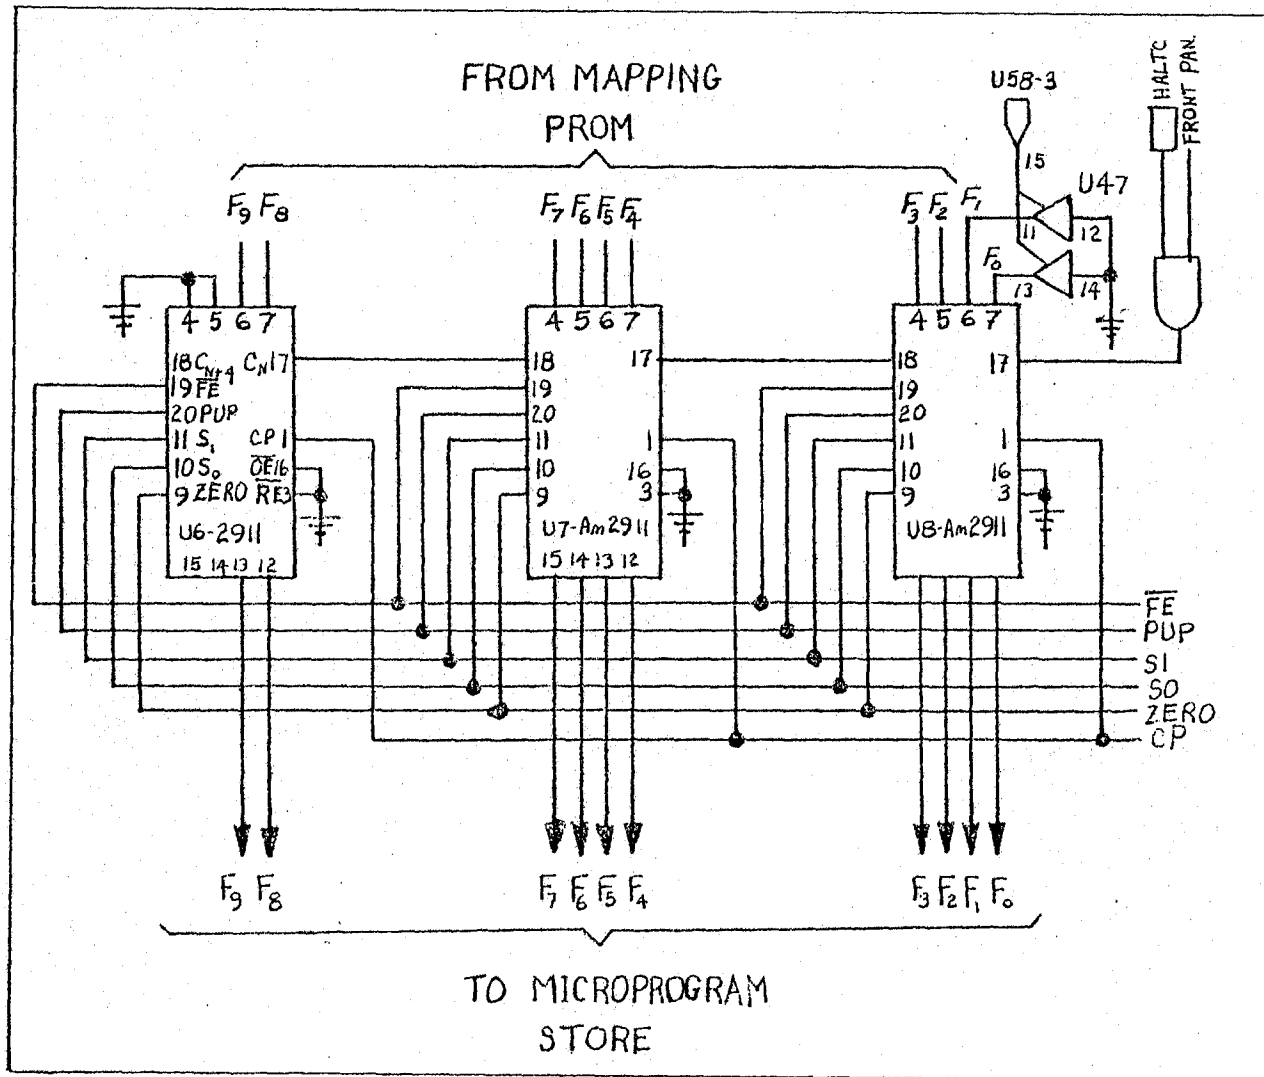 FROM MAPPING
PROM
U58-3
HALTC
FRONT PAN.
15
U47
F9 F8
F7 F6 F5 F4
F3 F2 F1
11 12
F0
13 14
4 5 6 7
4 5 6 7
4 5 6 7
18 CN+4 CN 17
19 F̅E̅
20 PUP
11 S1 CP 1
10 S0 O̅E̅ 16
9 ZERO R̅E̅ 3
U6-2911
15 14 13 12
18 17
19
20
11 1
10 16
9 3
U7-Am2911
15 14 13 12
18 17
19
20
11 1
10 16
9 3
U8-Am2911
F̅E̅
PUP
S1
S0
ZERO
CP
F9 F8
F7 F6 F5 F4
F3 F2 F1 F0
TO MICROPROGRAM
STORE